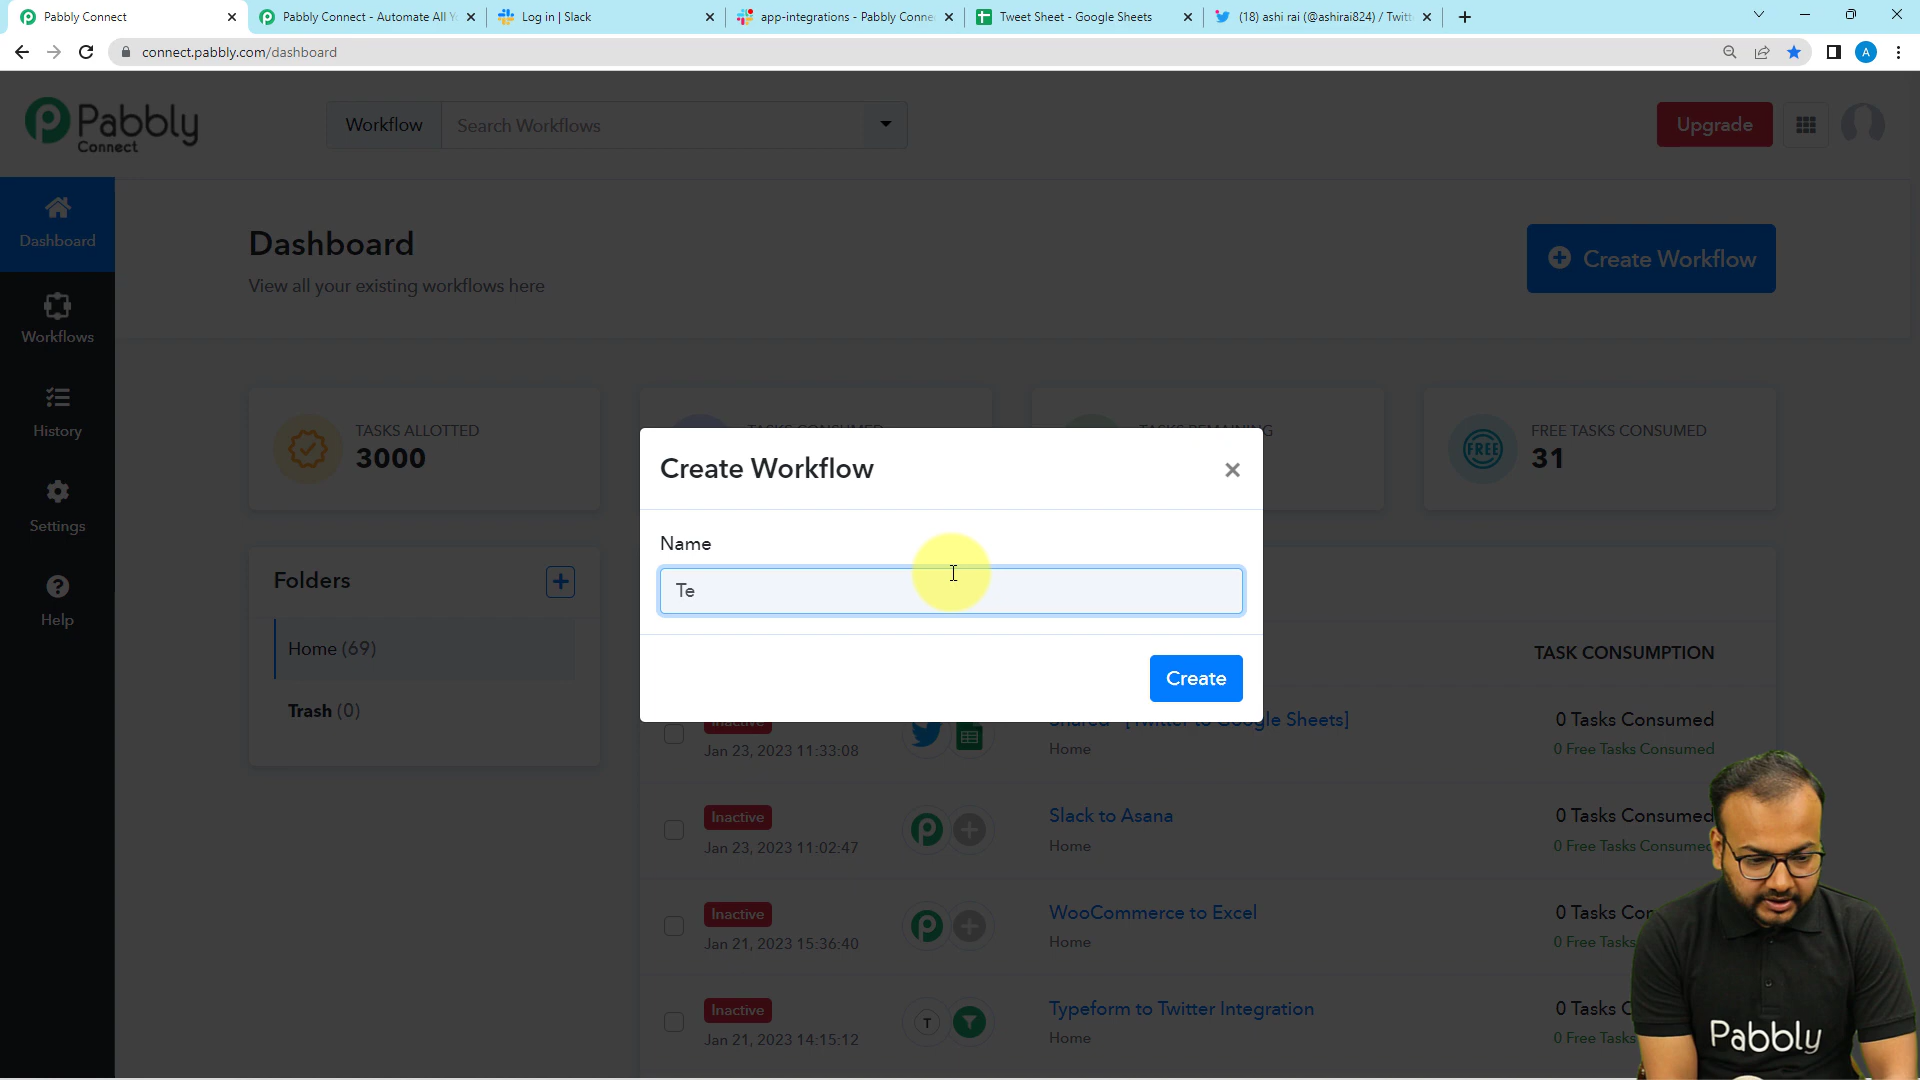 Pabbly Connect
Pabbly Connect - Automate All Y
Log in | Slack
app-integrations - Pabbly Conne
Tweet Sheet - Google Sheets
(18) ashi rai (@ashirai824) / Twitt
connect.pabbly.com/dashboard
A
Pabbly
Connect
Workflow
Search Workflows
Upgrade
Dashboard
Workflows
History
Settings
Help
Dashboard
View all your existing workflows here
Create Workflow
TASKS ALLOTTED
3000
FREE
FREE TASKS CONSUMED
31
Folders
Home (69)
Trash (0)
Create Workflow
Name
Te
Create
TASK CONSUMPTION
Inactive
Jan 23, 2023 11:33:08
Shared - [Twitter to Google Sheets]
Home
0 Tasks Consumed
0 Free Tasks Consumed
Inactive
Jan 23, 2023 11:02:47
Slack to Asana
Home
0 Tasks Consumed
0 Free Tasks Consume
Inactive
Jan 21, 2023 15:36:40
WooCommerce to Excel
Home
0 Tasks Con
0 Free Tasks
Inactive
Jan 21, 2023 14:15:12
T
Typeform to Twitter Integration
Home
0 Tasks C
0 Free Tasks
Pabbly